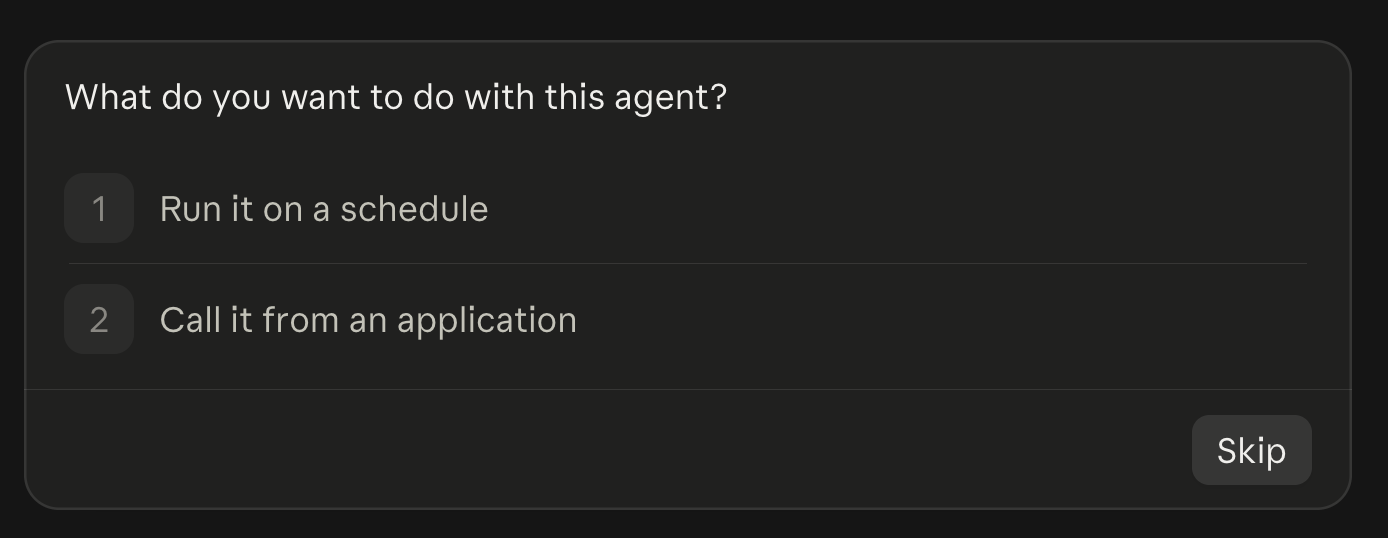 What do you want to do with this agent?
1 Run it on a schedule
2 Call it from an application
Skip